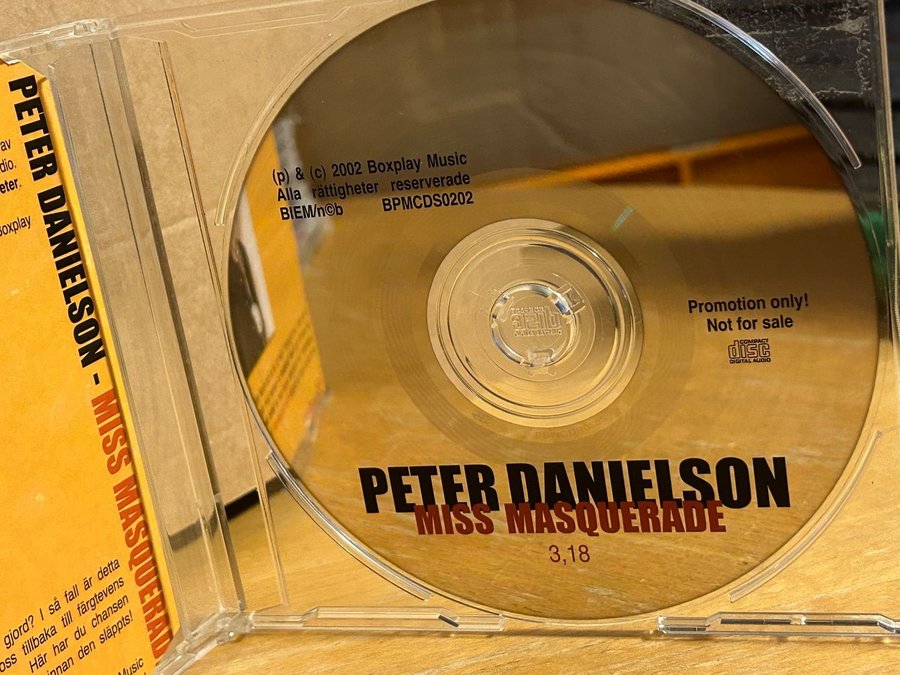 PETER DANIELSON - MISS MASQUERAD
av
dio.
eter.
Boxplay
gjord? I så fall är detta
oss tillbaka till färgtevens
Här har du chansen
innan den släppts!
Music
(p) & (c) 2002 Boxplay Music
Alla rättigheter reserverade
BIEM/n©b BPMCDS0202
Promotion only!
Not for sale
COMPACT
disc
DIGITAL AUDIO
PETER DANIELSON
MISS MASQUERADE
3,18